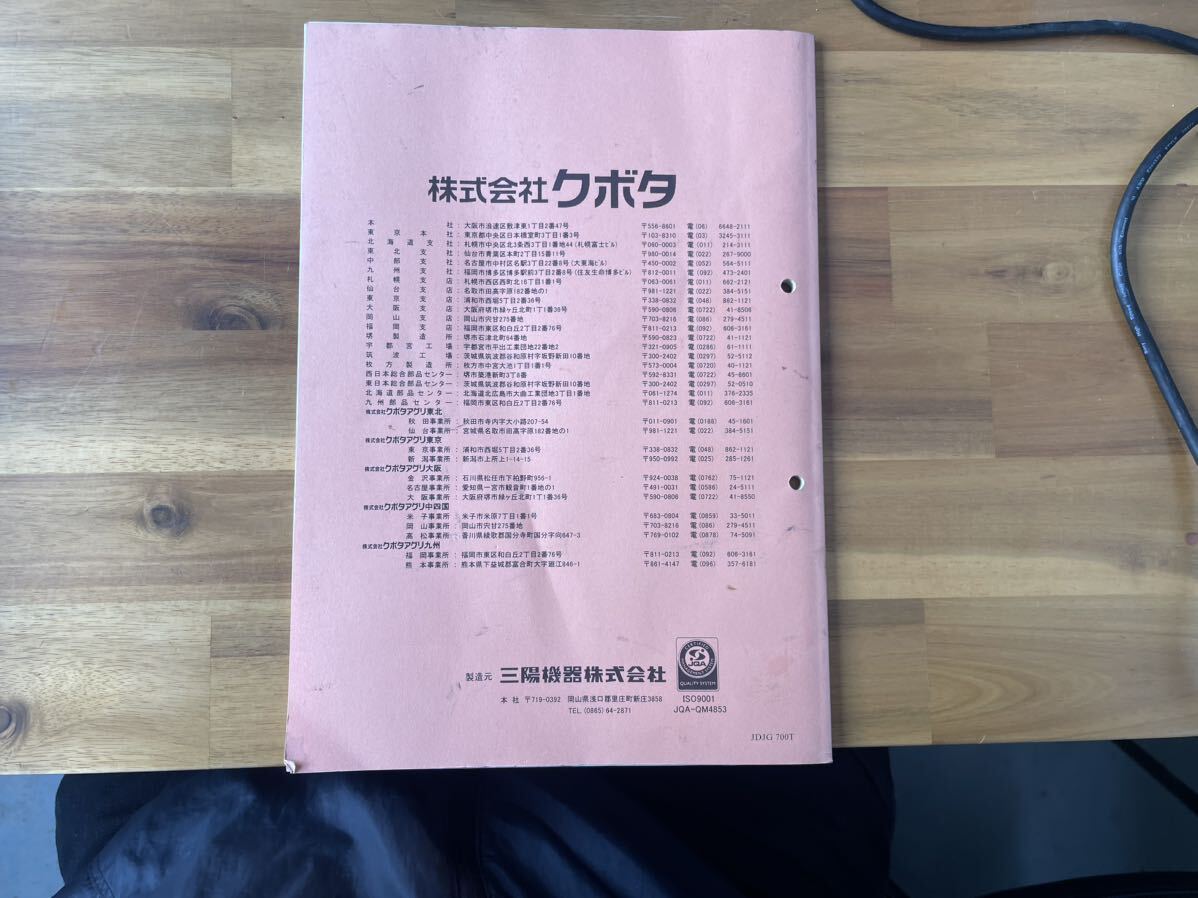 株式会社クボタ
本社：大阪市浪速区敷津東1丁目2番47号 〒556-8601 電(06) 6648-2111
東京本社：東京都中央区日本橋室町3丁目1番3号 〒103-8310 電(03) 3245-3111
北海道支社：札幌市中央区北3条西3丁目1番地44(札幌富士ビル) 〒060-0003 電(011) 214-3111
東北支社：仙台市青葉区本町2丁目15番11号 〒980-0014 電(022) 267-9000
中部支社：名古屋市中村区名駅3丁目22番8号(大東海ビル) 〒450-0002 電(052) 564-5111
九州支社：福岡市博多区博多駅前3丁目2番8号(住友生命博多ビル) 〒812-0011 電(092) 473-2401
札幌支店：札幌市西区西町北16丁目1番1号 〒063-0061 電(011) 662-2121
仙台支店：名取市田高字原182番地の1 〒981-1221 電(022) 384-5151
東京支店：浦和市西堀5丁目2番36号 〒338-0832 電(048) 862-1121
大阪支店：大阪府堺市緑ヶ丘北町1丁1番36号 〒590-0806 電(0722) 41-8506
岡山支店：岡山市宍甘275番地 〒703-8216 電(086) 279-4511
福岡支店：福岡市東区和白丘2丁目2番76号 〒811-0213 電(092) 606-3161
堺製造所：堺市石津北町64番地 〒590-0823 電(0722) 41-1121
宇都宮工場：宇都宮市平出工業団地22番地2 〒321-0905 電(0286) 61-1111
筑波工場：茨城県筑波郡谷和原村字坂野新田10番地 〒300-2402 電(0297) 52-5112
枚方製造所：枚方市中宮大池1丁目1番1号 〒573-0004 電(0720) 40-1121
西日本総合部品センター：堺市築港新町3丁8番 〒592-8331 電(0722) 45-8601
東日本総合部品センター：茨城県筑波郡谷和原村字坂野新田10番地 〒300-2402 電(0297) 52-0510
北海道部品センター：北海道北広島市大曲工業団地3丁目1番地 〒061-1274 電(011) 376-2335
九州部品センター：福岡市東区和白丘2丁目2番76号 〒811-0213 電(092) 606-3161
株式会社クボタアグリ東北
秋田事業所：秋田市寺内字大小路207-54 〒011-0901 電(0188) 45-1601
仙台事業所：宮城県名取市田高字原182番地の1 〒981-1221 電(022) 384-5151
株式会社クボタアグリ東京
東京事業所：浦和市西堀5丁目2番36号 〒338-0832 電(048) 862-1121
新潟事業所：新潟市上所上1-14-15 〒950-0992 電(025) 285-1261
株式会社クボタアグリ大阪
金沢事業所：石川県松任市下柏野町956-1 〒924-0038 電(0762) 75-1121
名古屋事業所：愛知県一宮市観音町1番地の1 〒491-0031 電(0586) 24-5111
大阪事業所：大阪府堺市緑ヶ丘北町1丁1番36号 〒590-0806 電(0722) 41-8550
株式会社クボタアグリ中四国
米子事業所：米子市米原7丁目1番1号 〒683-0804 電(0859) 33-5011
岡山事業所：岡山市宍甘275番地 〒703-8216 電(086) 279-4511
高松事業所：香川県綾歌郡国分寺町国分字向647-3 〒769-0102 電(0878) 74-5091
株式会社クボタアグリ九州
福岡事業所：福岡市東区和白丘2丁目2番76号 〒811-0213 電(092) 606-3161
熊本事業所：熊本県下益城郡富合町大字廻江846-1 〒861-4147 電(096) 357-6181
製造元 三陽機器株式会社
本社 〒719-0392 岡山県浅口郡里庄町新庄3858
TEL.(0865)64-2871
JQA
QUALITY SYSTEM
ISO9001
JQA-QM4853
JDJG 700T